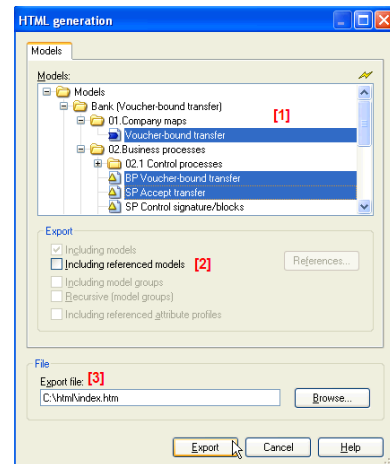 HTML generation
Models
Models:
Models
Bank (Voucher-bound transfer)
01.Company maps
[1]
Voucher-bound transfer
02.Business processes
02.1 Control processes
BP Voucher-bound transfer
SP Accept transfer
SP Control signature/blocks
Export
Including models
Including referenced models
[2]
References...
Including model groups
Recursive (model groups)
Including referenced attribute profiles
File
Export file: [3]
C:\html\index.htm
Browse...
Export
Cancel
Help